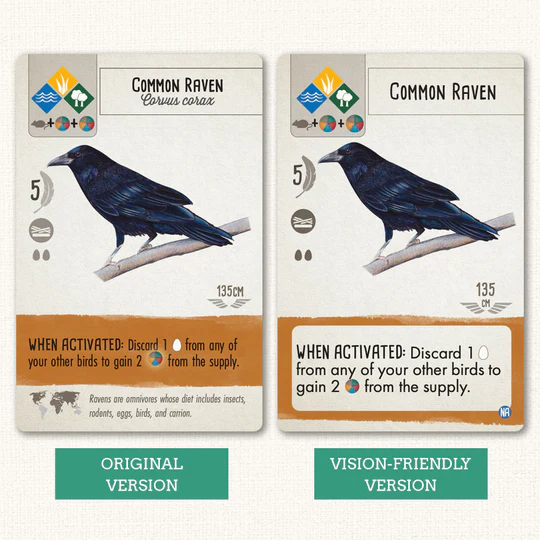 COMMON RAVEN
Corvus corax
+ +
5
135CM
WHEN ACTIVATED: Discard 1 from any of
your other birds to gain 2 from the supply.
Ravens are omnivores whose diet includes insects,
rodents, eggs, birds, and carrion.
ORIGINAL
VERSION
COMMON RAVEN
+ +
5
135
CM
WHEN ACTIVATED: Discard 1
from any of your other birds to
gain 2 from the supply.
NA
VISION-FRIENDLY
VERSION